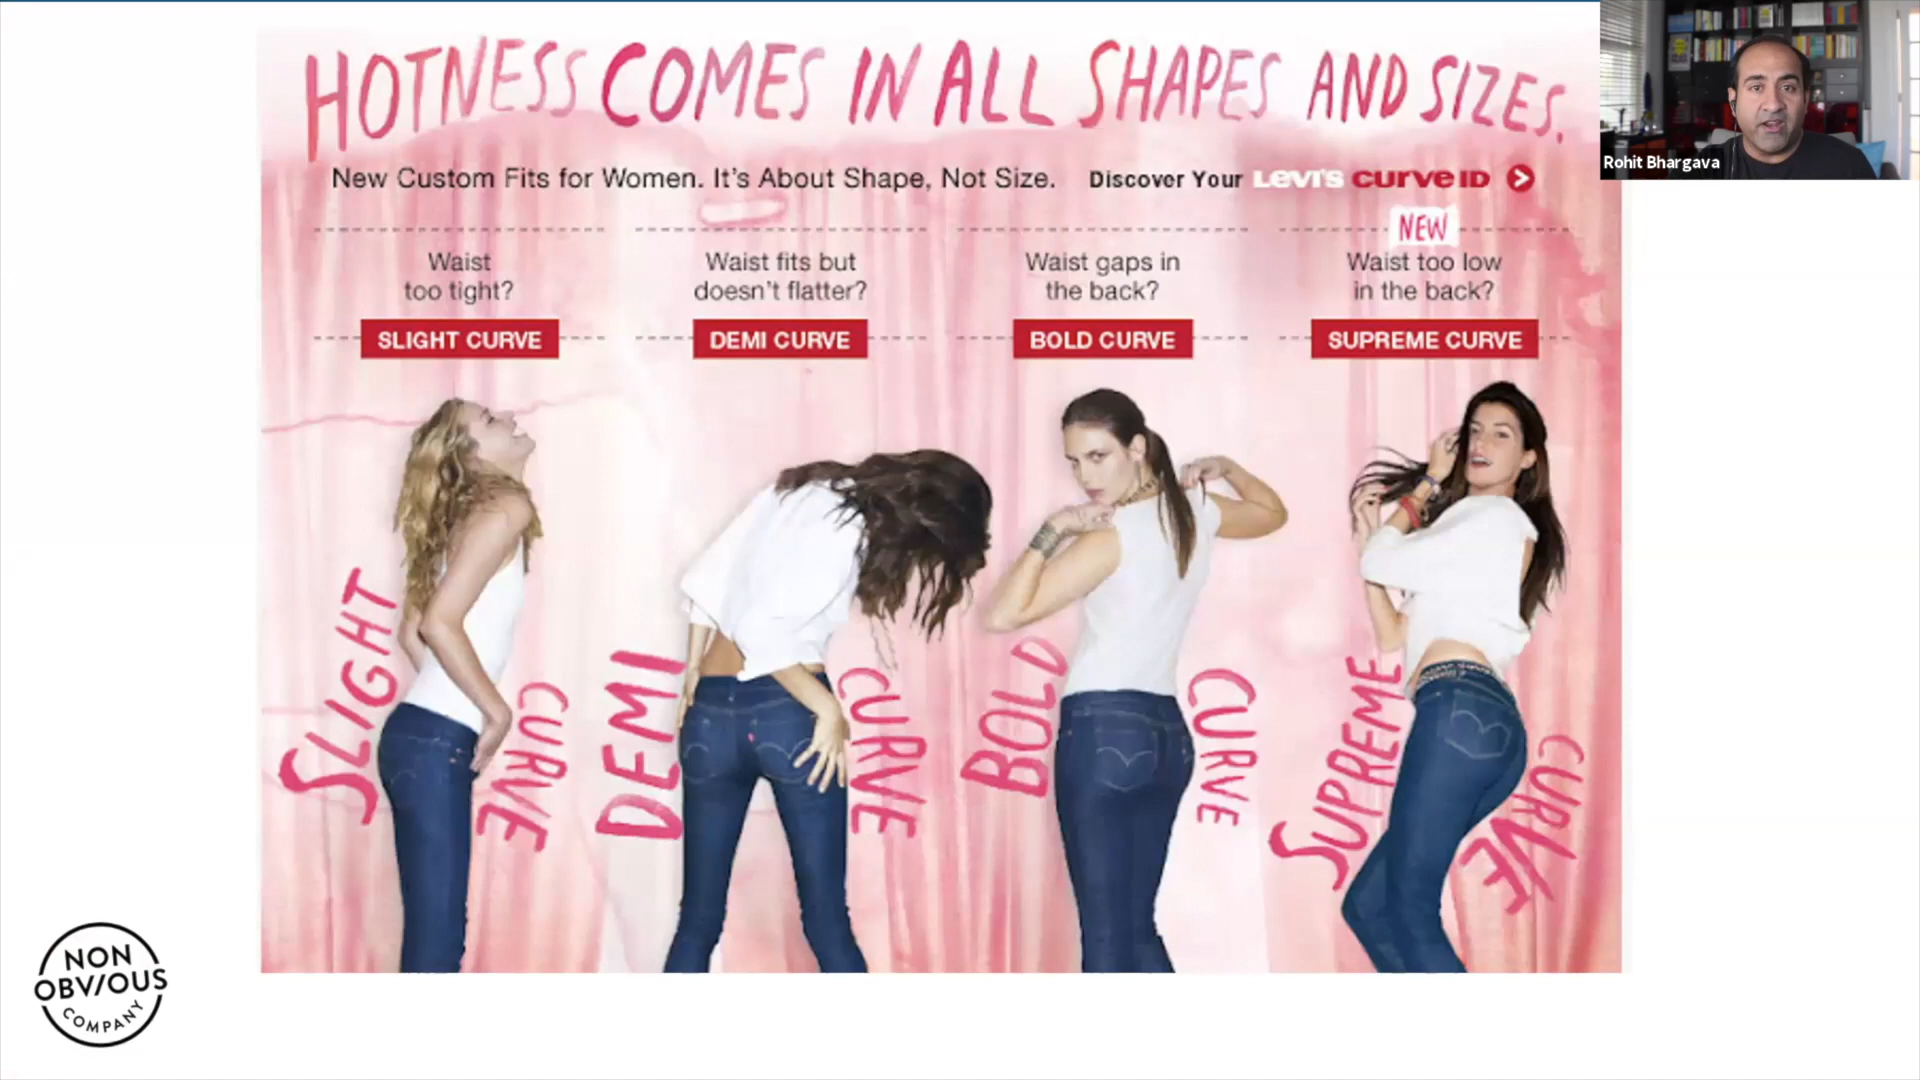 HOTNESS COMES IN ALL SHAPES AND SIZES.
New Custom Fits for Women. It's About Shape, Not Size.
Discover Your Levi's Curve ID
Rohit Bhargava
NEW
Waist
too tight?
SLIGHT CURVE
Waist fits but
doesn't flatter?
DEMI CURVE
Waist gaps in
the back?
BOLD CURVE
Waist too low
in the back?
SUPREME CURVE
SLIGHT
CURVE
DEMI
CURVE
BOLD
CURVE
SUPREME
CURVE
NON
OBV/OUS
COMPANY